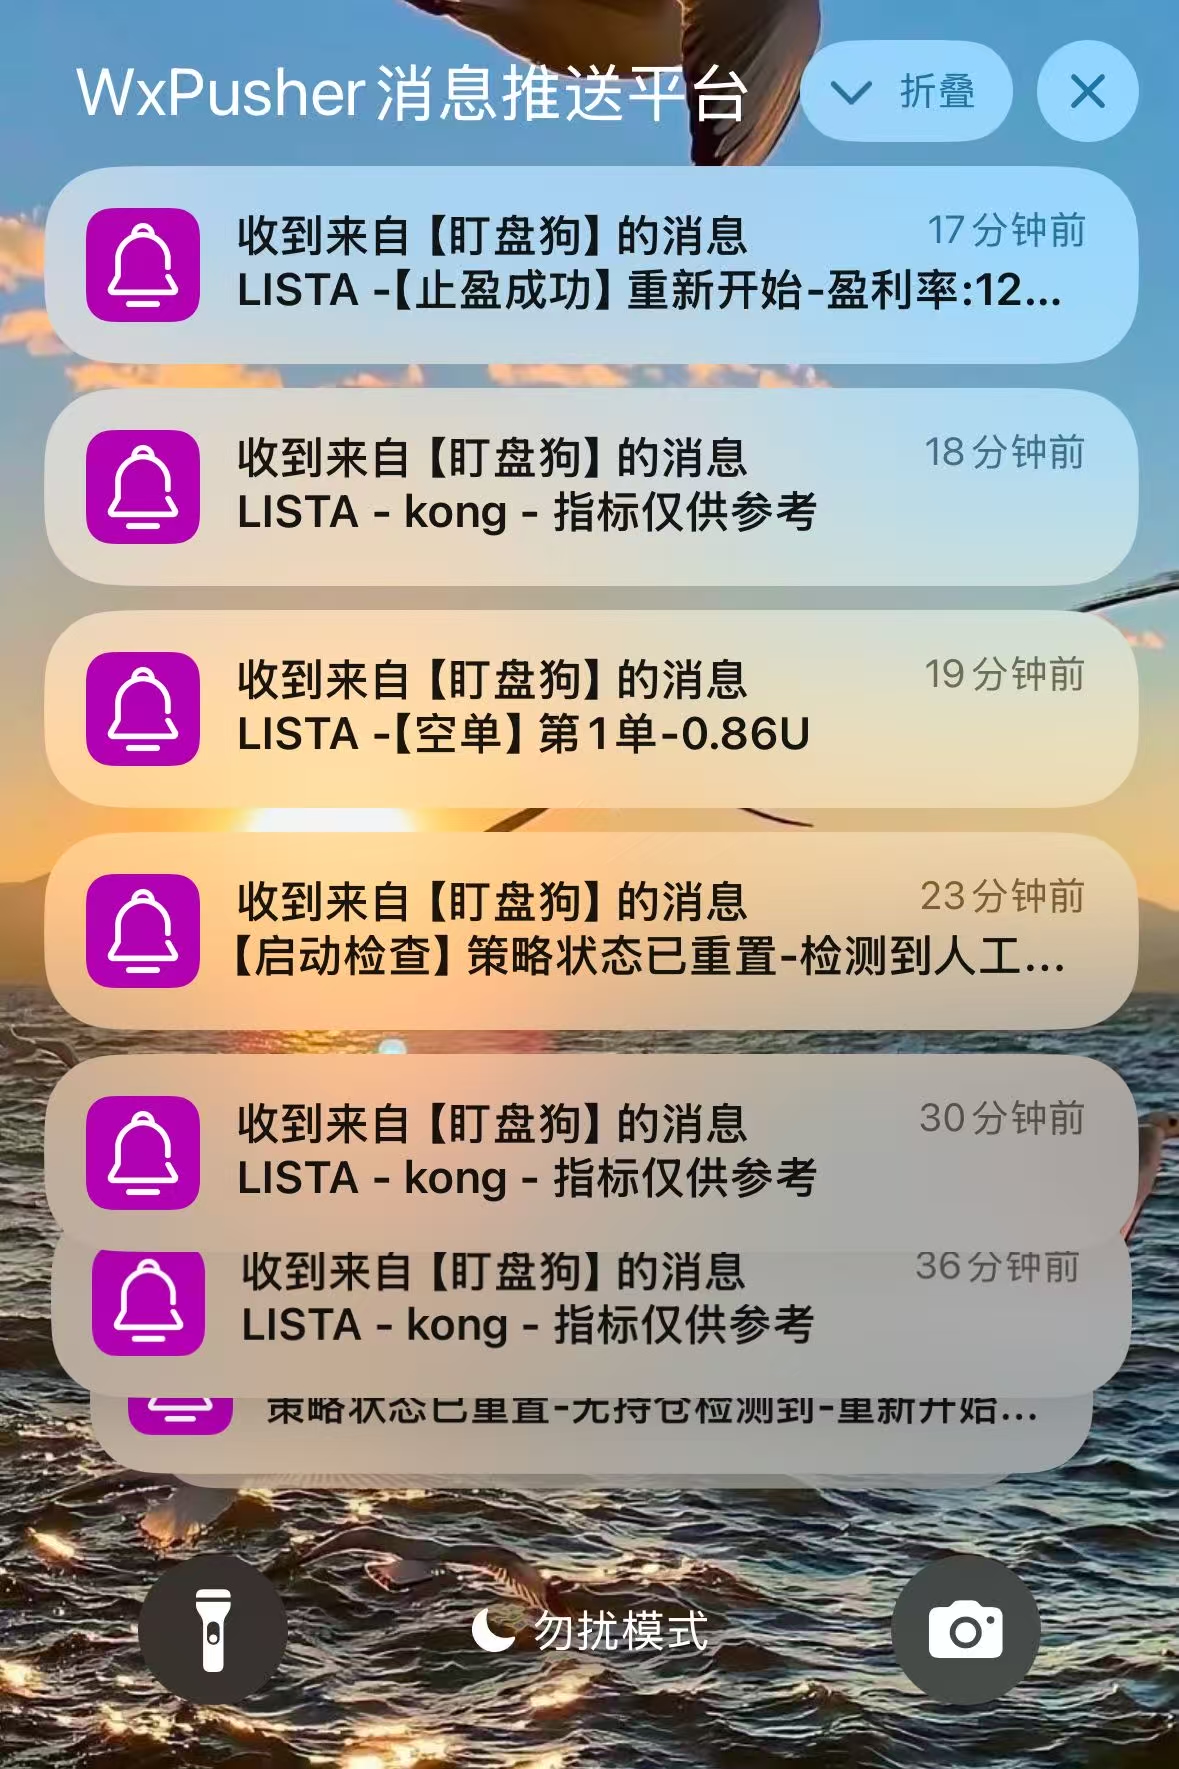 WxPusher消息推送平台
折叠
收到来自【盯盘狗】的消息
17分钟前
LISTA -【止盈成功】重新开始-盈利率:12...
收到来自【盯盘狗】的消息
18分钟前
LISTA - kong - 指标仅供参考
收到来自【盯盘狗】的消息
19分钟前
LISTA -【空单】第1单-0.86U
收到来自【盯盘狗】的消息
23分钟前
【启动检查】策略状态已重置-检测到人工...
收到来自【盯盘狗】的消息
30分钟前
LISTA - kong - 指标仅供参考
收到来自【盯盘狗】的消息
36分钟前
LISTA - kong - 指标仅供参考
策略状态已重置-无持仓检测到-重新开始...
勿扰模式